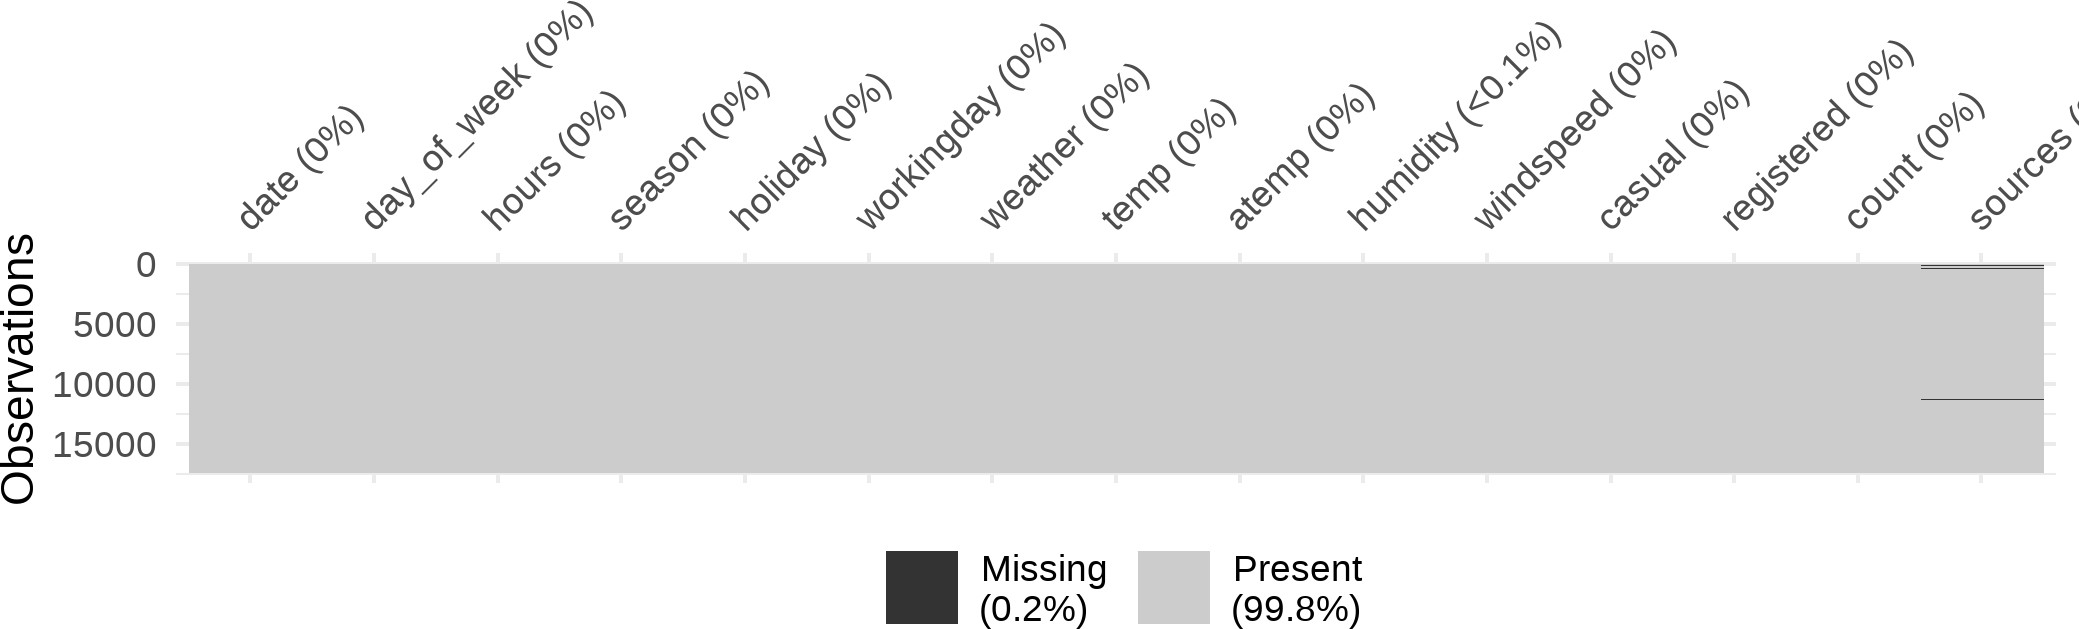 date (0%)
day_of_week (0%)
hours (0%)
season (0%)
holiday (0%)
workingday (0%)
weather (0%)
temp (0%)
atemp (0%)
humidity (<0.1%)
windspeed (0%)
casual (0%)
registered (0%)
count (0%)
sources (
Observations
0
5000
10000
15000
Missing
(0.2%)
Present
(99.8%)